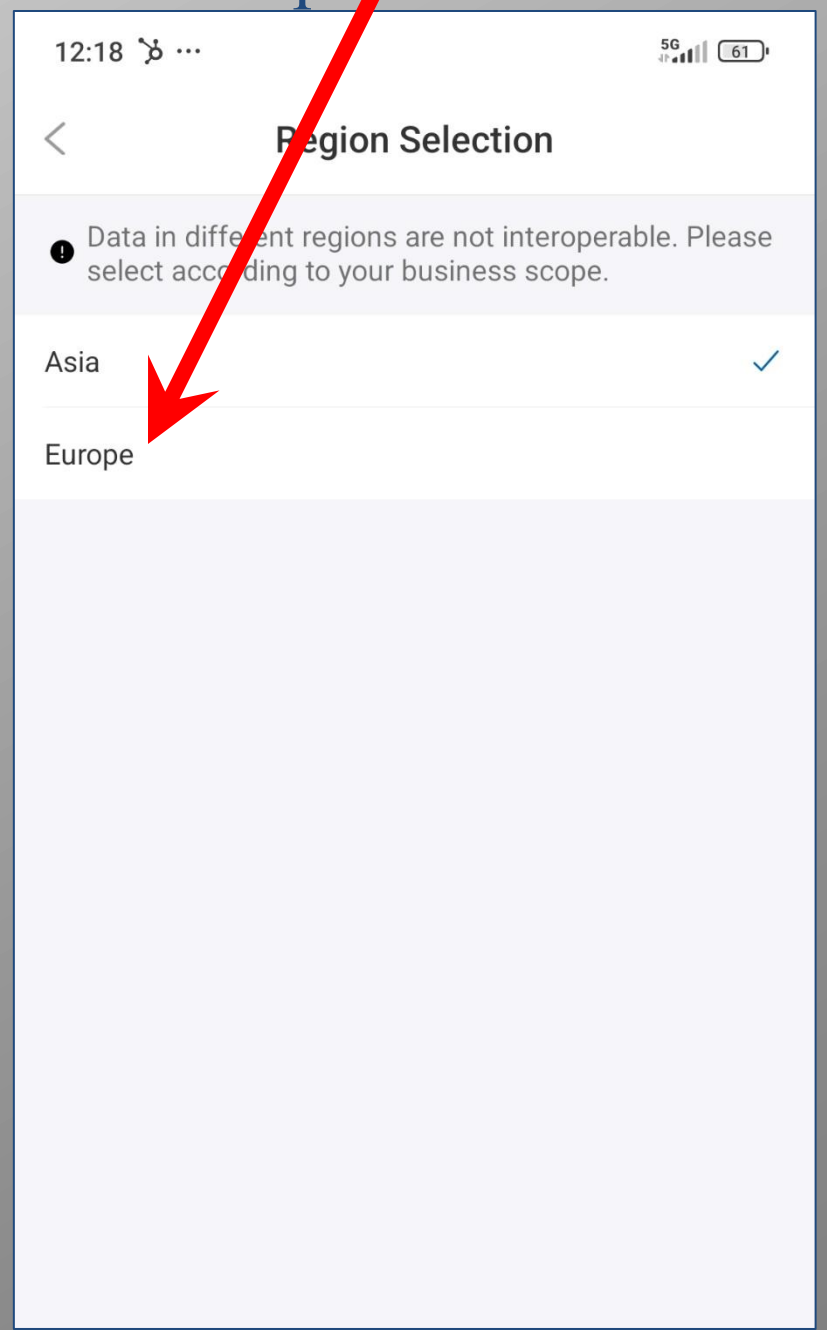 12:18 ...
5G 61
Region Selection
Data in different regions are not interoperable. Please
select according to your business scope.
Asia
Europe